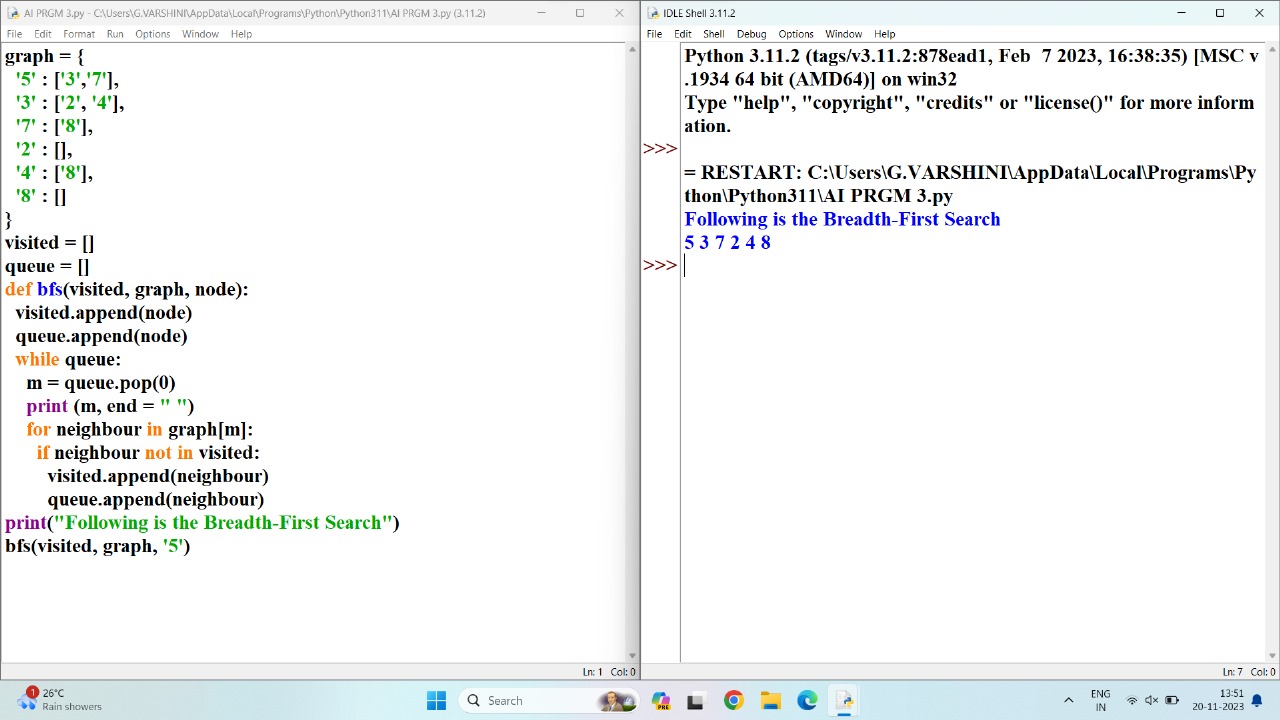 AI PRGM 3.py - C:\Users\G.VARSHINI\AppData\Local\Programs\Python\Python311\AI PRGM 3.py (3.11.2)
File Edit Format Run Options Window Help
graph = {
  '5' : ['3','7'],
  '3' : ['2', '4'],
  '7' : ['8'],
  '2' : [],
  '4' : ['8'],
  '8' : []
}
visited = []
queue = []
def bfs(visited, graph, node):
  visited.append(node)
  queue.append(node)
  while queue:
    m = queue.pop(0)
    print (m, end = " ")
    for neighbour in graph[m]:
      if neighbour not in visited:
        visited.append(neighbour)
        queue.append(neighbour)
print("Following is the Breadth-First Search")
bfs(visited, graph, '5')
Ln: 1 Col: 0
IDLE Shell 3.11.2
File Edit Shell Debug Options Window Help
Python 3.11.2 (tags/v3.11.2:878ead1, Feb  7 2023, 16:38:35) [MSC v
.1934 64 bit (AMD64)] on win32
Type "help", "copyright", "credits" or "license()" for more inform
ation.
>>>
= RESTART: C:\Users\G.VARSHINI\AppData\Local\Programs\Py
thon\Python311\AI PRGM 3.py
Following is the Breadth-First Search
5 3 7 2 4 8
>>>
Ln: 7 Col: 0
1
26°C
Rain showers
Search
PRE
ENG
IN
13:51
20-11-2023